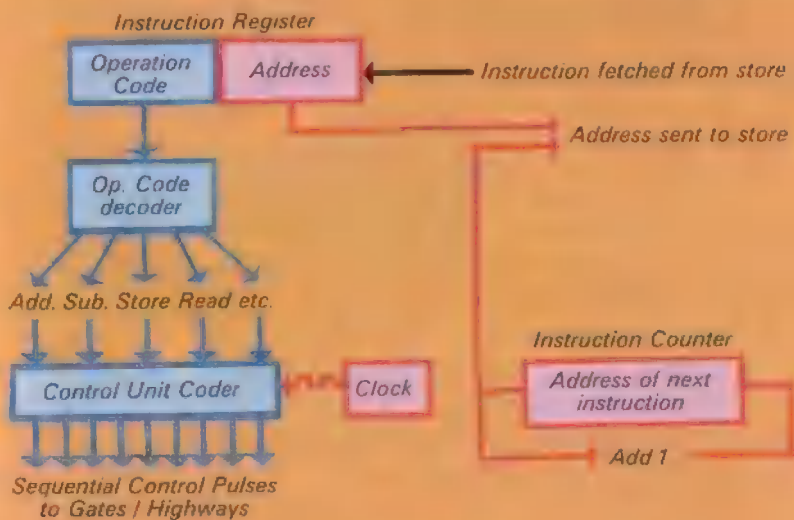 Instruction Register
Operation
Code
Address
Instruction fetched from store
Address sent to store
Op. Code
decoder
Add. Sub. Store Read etc.
Control Unit Coder
Clock
Instruction Counter
Address of next
instruction
Add 1
Sequential Control Pulses
to Gates / Highways